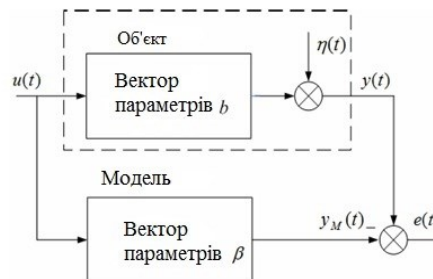 Об'єкт
η(t)
u(t)
Вектор
параметрів b
y(t)
Модель
Вектор
параметрів β
y_M(t)
–
e(t